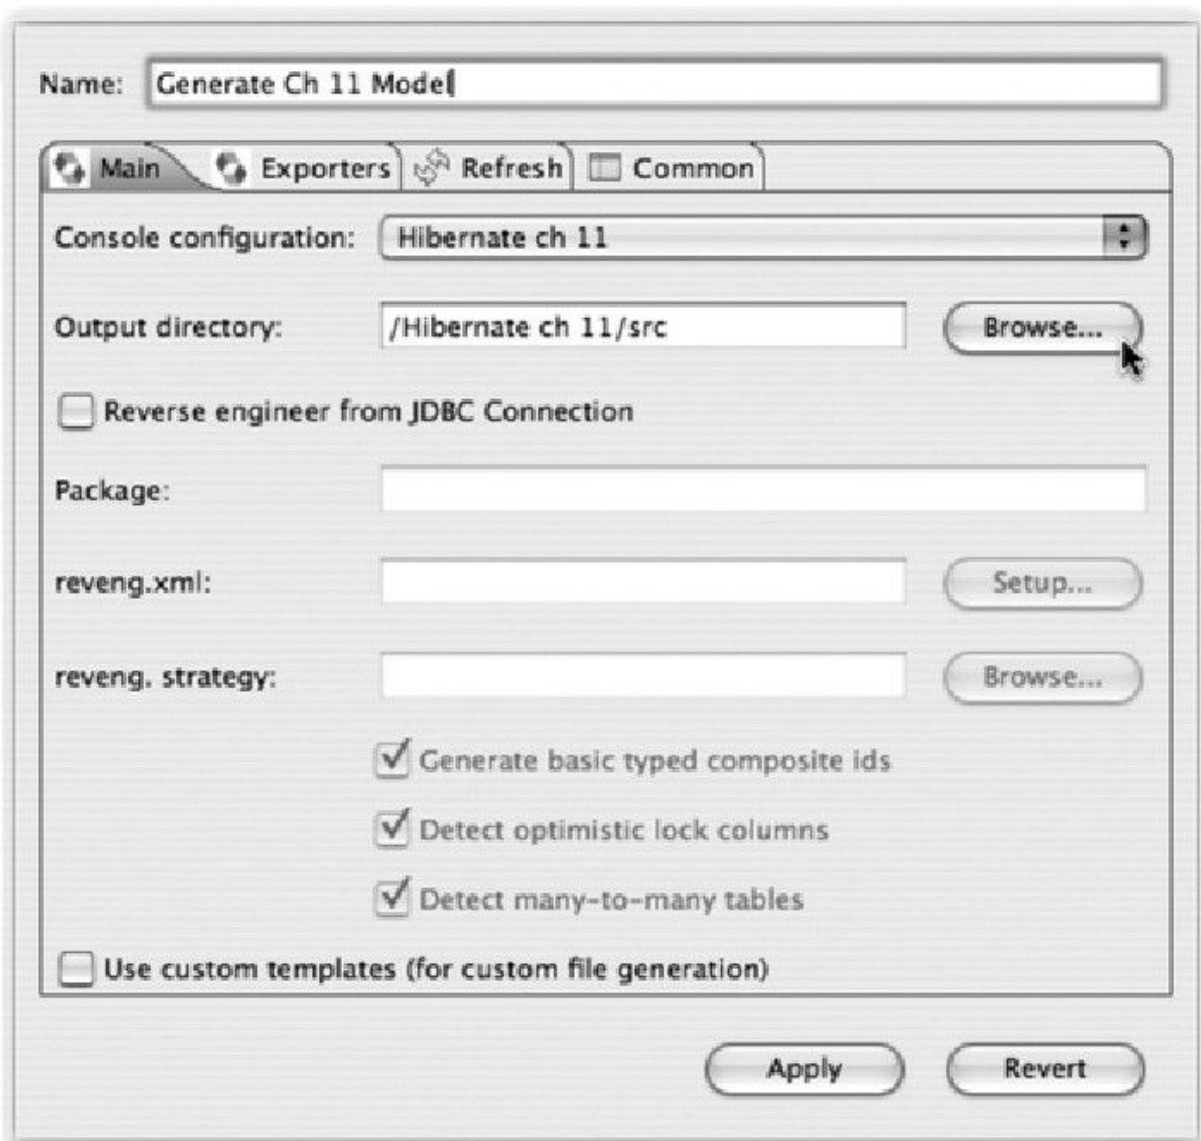 Name: Generate Ch 11 Model
Main Exporters Refresh Common
Console configuration: Hibernate ch 11
Output directory: /Hibernate ch 11/src Browse...
Reverse engineer from JDBC Connection
Package:
reveng.xml: Setup...
reveng. strategy: Browse...
Generate basic typed composite ids
Detect optimistic lock columns
Detect many-to-many tables
Use custom templates (for custom file generation)
Apply Revert